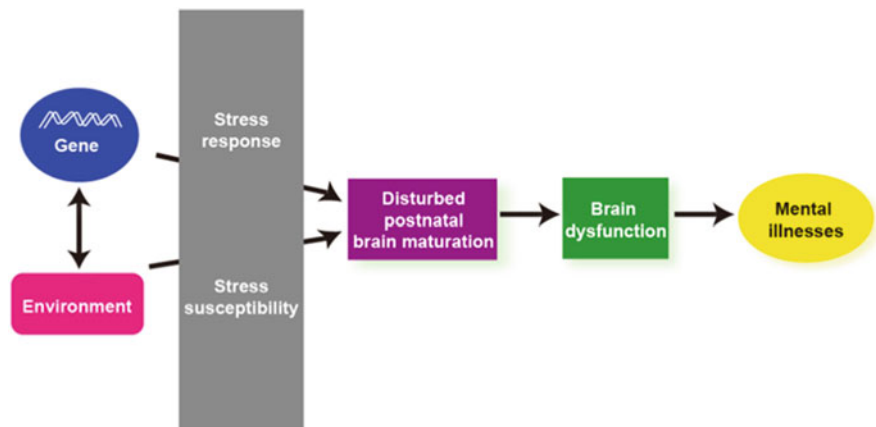 Gene
Environment
Stress
response
Stress
susceptibility
Disturbed
postnatal
brain maturation
Brain
dysfunction
Mental
illnesses